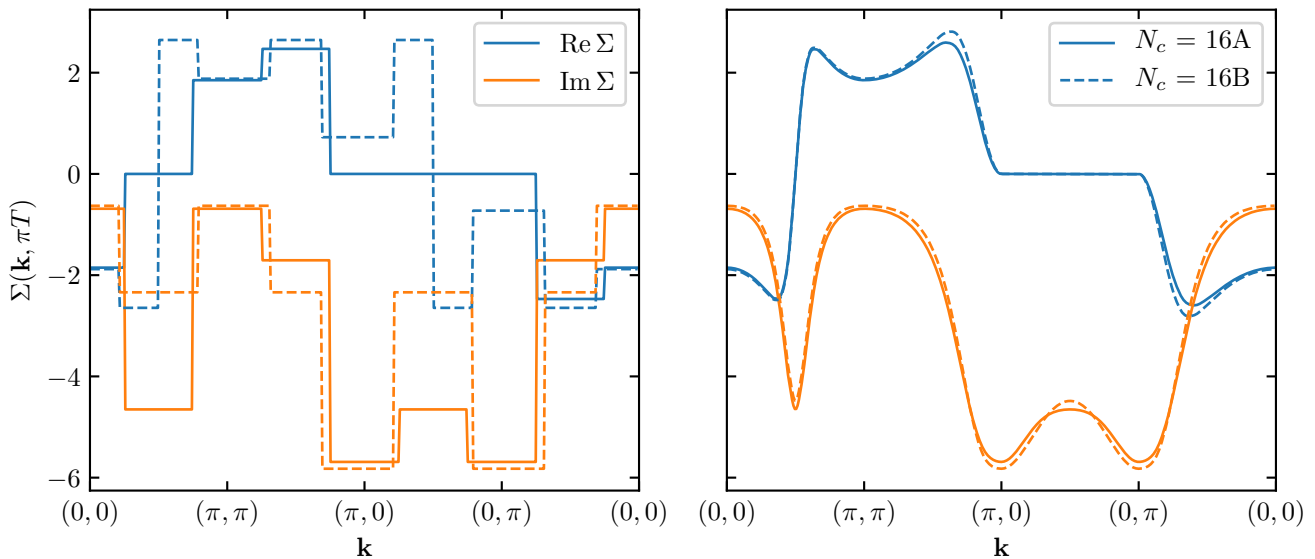 Σ(k, πT)
2
0
−2
−4
−6
Re Σ
Im Σ
(0, 0)
(π, π)
(π, 0)
(0, π)
(0, 0)
k
N_c = 16A
N_c = 16B
(0, 0)
(π, π)
(π, 0)
(0, π)
(0, 0)
k